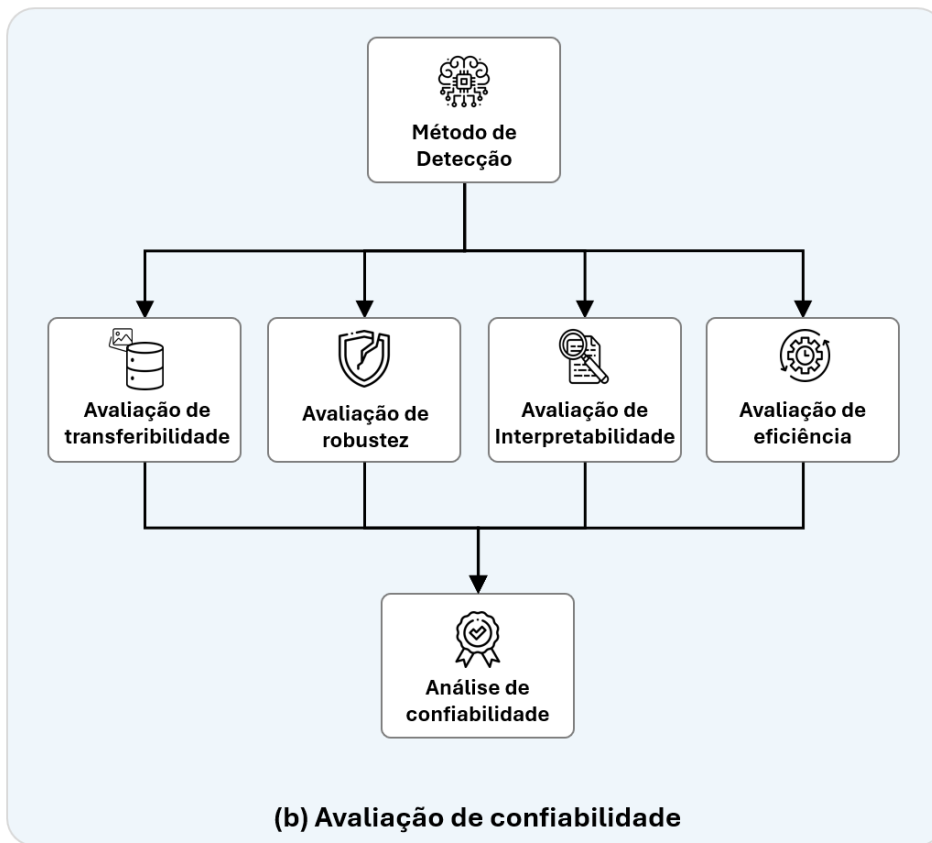 Método de
Detecção
Avaliação de
transferibilidade
Avaliação de
robustez
Avaliação de
Interpretabilidade
Avaliação de
eficiência
Análise de
confiabilidade
(b) Avaliação de confiabilidade